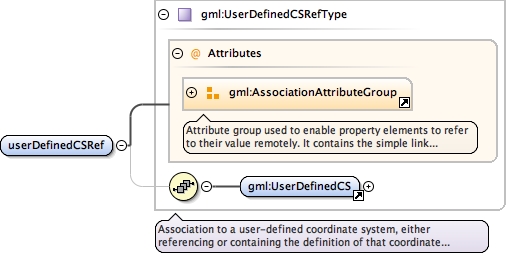 gml:UserDefinedCSRefType
@ Attributes
gml:AssociationAttributeGroup
Attribute group used to enable property elements to refer
to their value remotely. It contains the simple link...
userDefinedCSRef
gml:UserDefinedCS
Association to a user-defined coordinate system, either
referencing or containing the definition of that coordinate...